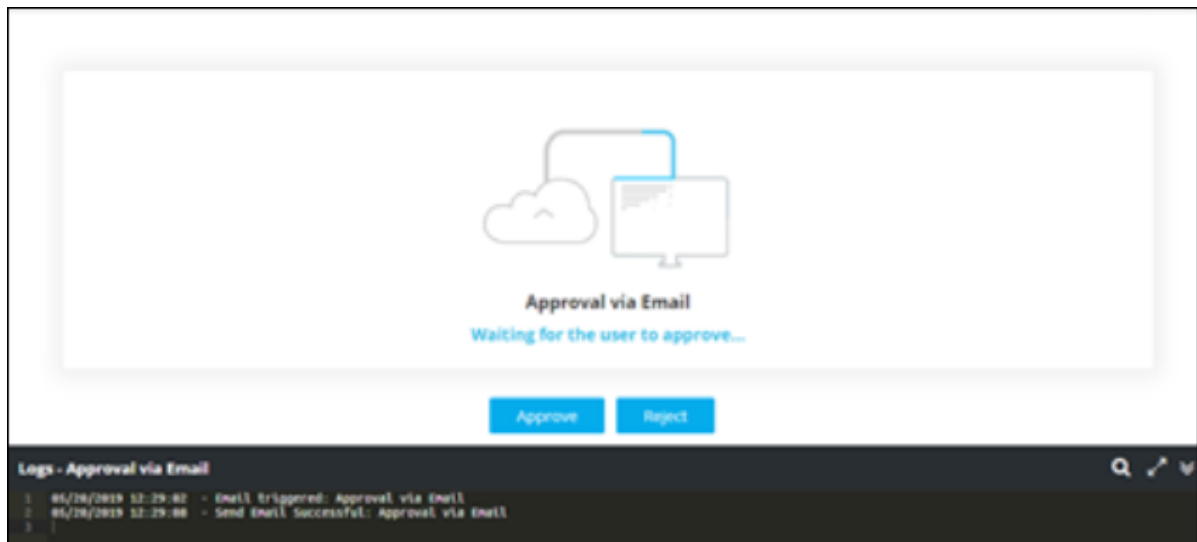 Approval via Email
Waiting for the user to approve...
Approve
Reject
Logs - Approval via Email
1 05/28/2019 12:29:02 - Email triggered: Approval via Email
2 05/28/2019 12:29:08 - Send Email Successful: Approval via Email
3